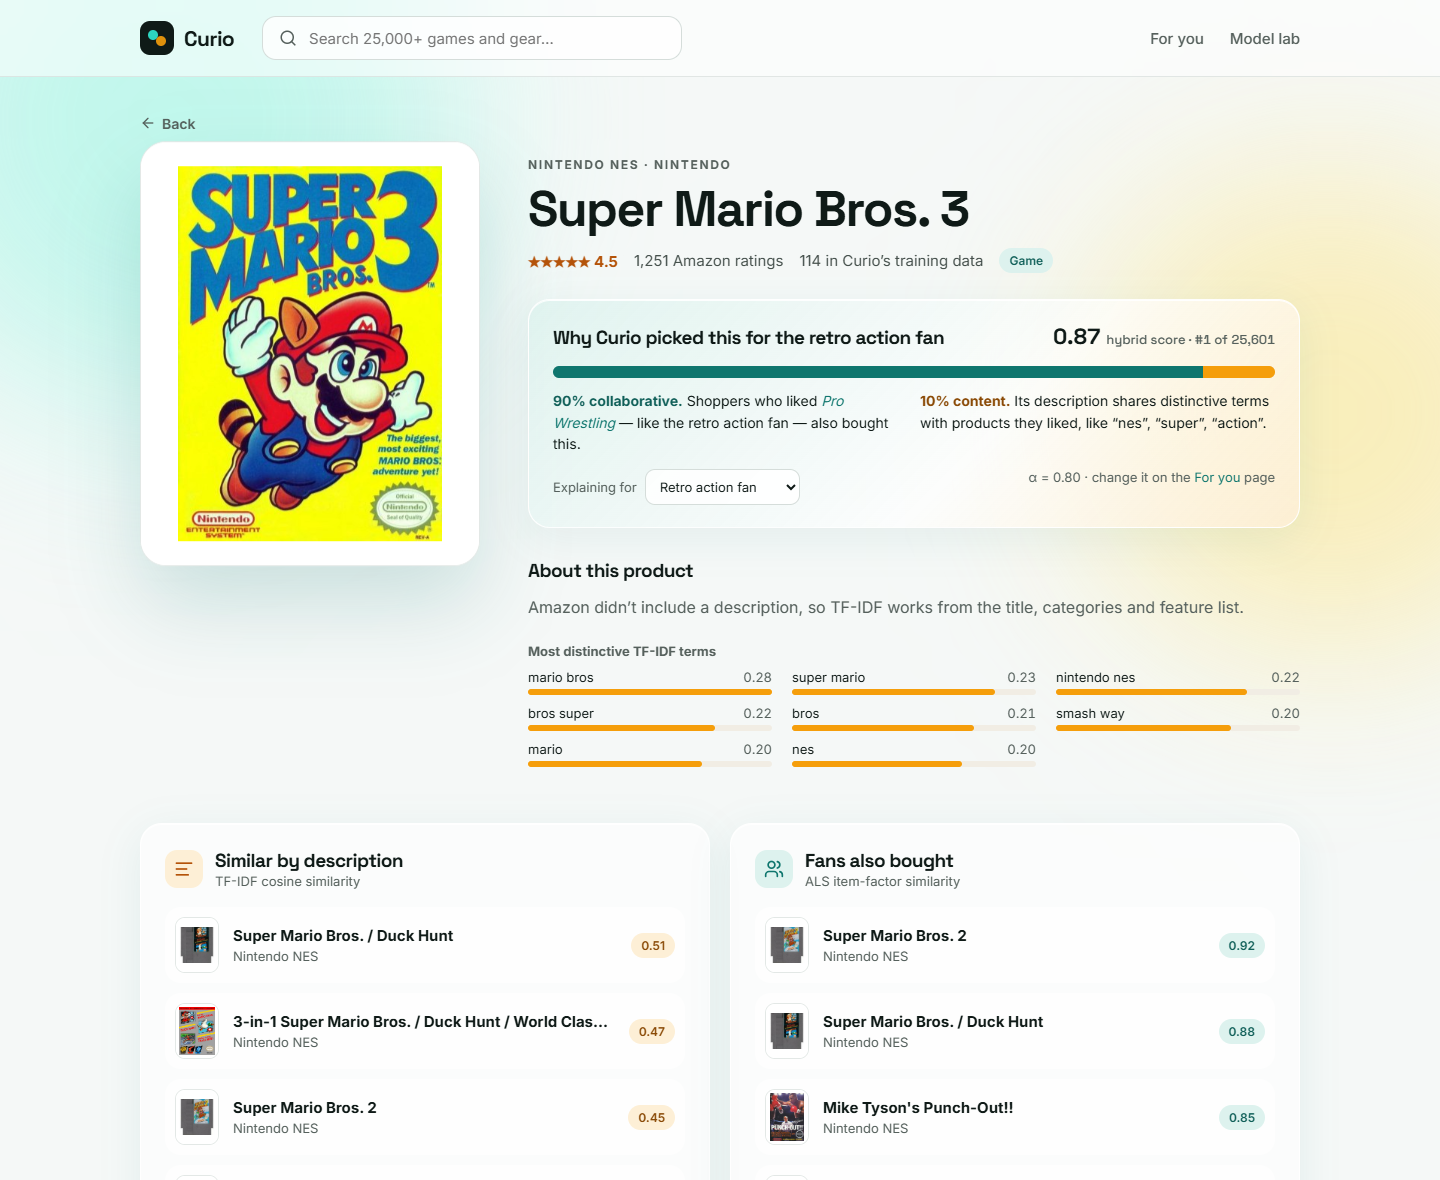 Curio
Search 25,000+ games and gear...
For you
Model lab
Back
SUPER
MARIO
BROS. 3
TM
The biggest,
most exciting
MARIO BROS.
adventure yet!
Official
Nintendo
Seal of Quality
Nintendo
ENTERTAINMENT
SYSTEM
REV-A
NINTENDO NES · NINTENDO
Super Mario Bros. 3
★★★★★ 4.5
1,251 Amazon ratings
114 in Curio’s training data
Game
Why Curio picked this for the retro action fan
0.87 hybrid score · #1 of 25,601
90% collaborative. Shoppers who liked Pro
Wrestling — like the retro action fan — also bought
this.
10% content. Its description shares distinctive terms
with products they liked, like “nes”, “super”, “action”.
Explaining for
Retro action fan
α = 0.80 · change it on the For you page
About this product
Amazon didn’t include a description, so TF-IDF works from the title, categories and feature list.
Most distinctive TF-IDF terms
mario bros 0.28
super mario 0.23
nintendo nes 0.22
bros super 0.22
bros 0.21
smash way 0.20
mario 0.20
nes 0.20
Similar by description
TF-IDF cosine similarity
Super Mario Bros. / Duck Hunt
Nintendo NES
0.51
3-in-1 Super Mario Bros. / Duck Hunt / World Clas...
Nintendo NES
0.47
Super Mario Bros. 2
Nintendo NES
0.45
Fans also bought
ALS item-factor similarity
Super Mario Bros. 2
Nintendo NES
0.92
Super Mario Bros. / Duck Hunt
Nintendo NES
0.88
PUNCH-OUT!!
Mike Tyson's Punch-Out!!
Nintendo NES
0.85